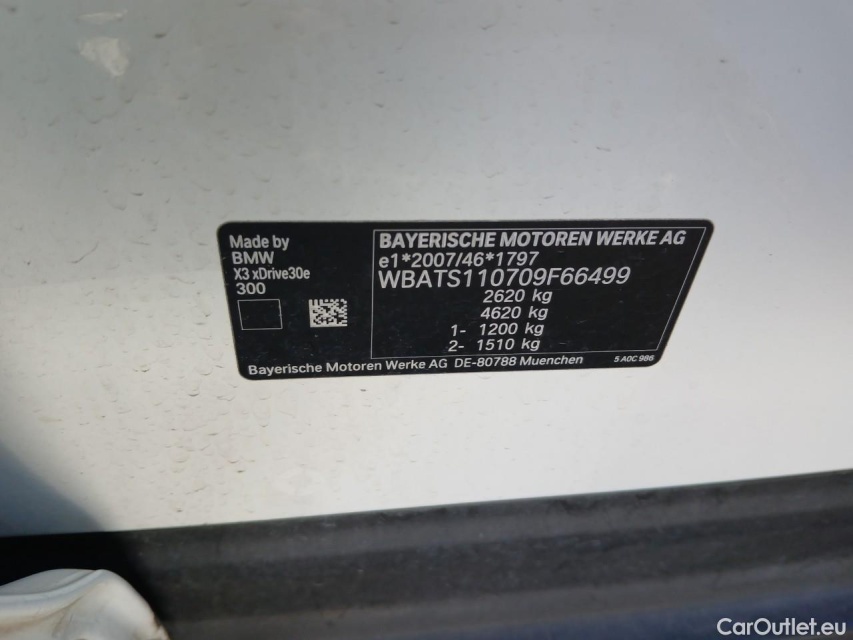 Made by
BMW
X3 xDrive30e
300
BAYERISCHE MOTOREN WERKE AG
e1*2007/46*1797
WBATS110709F66499
2620 kg
4620 kg
1- 1200 kg
2- 1510 kg
Bayerische Motoren Werke AG DE-80788 Muenchen
5 A0C 986
CarOutlet.eu